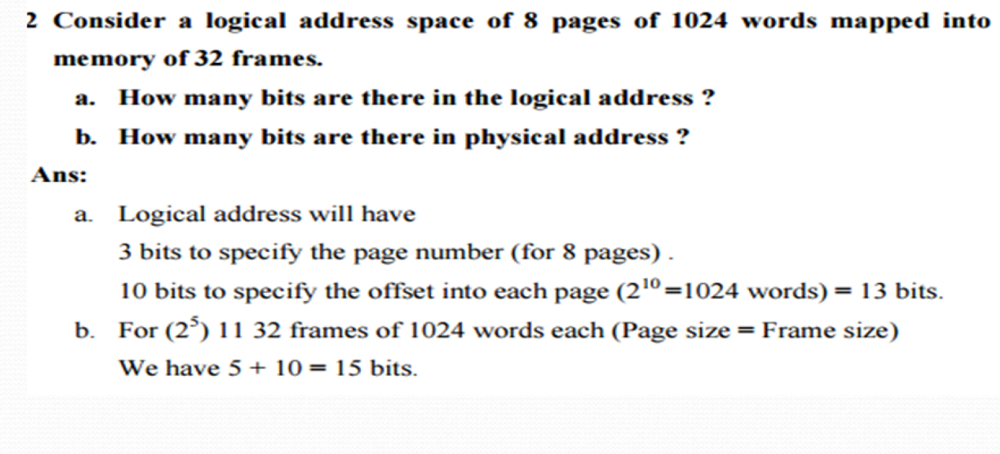 2 Consider a logical address space of 8 pages of 1024 words mapped into
memory of 32 frames.
a. How many bits are there in the logical address ?
b. How many bits are there in physical address ?
Ans:
a. Logical address will have
3 bits to specify the page number (for 8 pages) .
10 bits to specify the offset into each page (2¹⁰=1024 words) = 13 bits.
b. For (2⁵) 11 32 frames of 1024 words each (Page size = Frame size)
We have 5 + 10 = 15 bits.